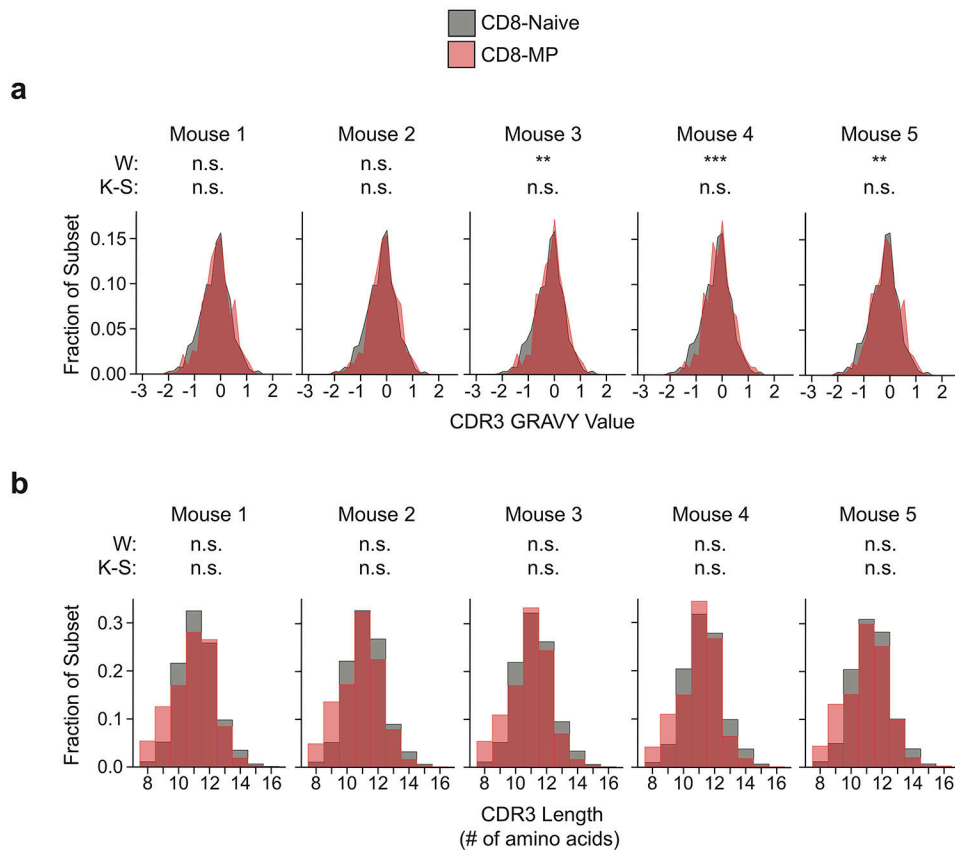 CD8-Naive
CD8-MP
a
Mouse 1 Mouse 2 Mouse 3 Mouse 4 Mouse 5
W: n.s. n.s. ** *** **
K-S: n.s. n.s. n.s. n.s. n.s.
Fraction of Subset
0.15
0.10
0.05
0.00
-3 -2 -1 0 1 2 -3 -2 -1 0 1 2 -3 -2 -1 0 1 2 -3 -2 -1 0 1 2 -3 -2 -1 0 1 2
CDR3 GRAVY Value
b
Mouse 1 Mouse 2 Mouse 3 Mouse 4 Mouse 5
W: n.s. n.s. n.s. n.s. n.s.
K-S: n.s. n.s. n.s. n.s. n.s.
Fraction of Subset
0.3
0.2
0.1
0.0
8 10 12 14 16 8 10 12 14 16 8 10 12 14 16 8 10 12 14 16 8 10 12 14 16
CDR3 Length
(# of amino acids)